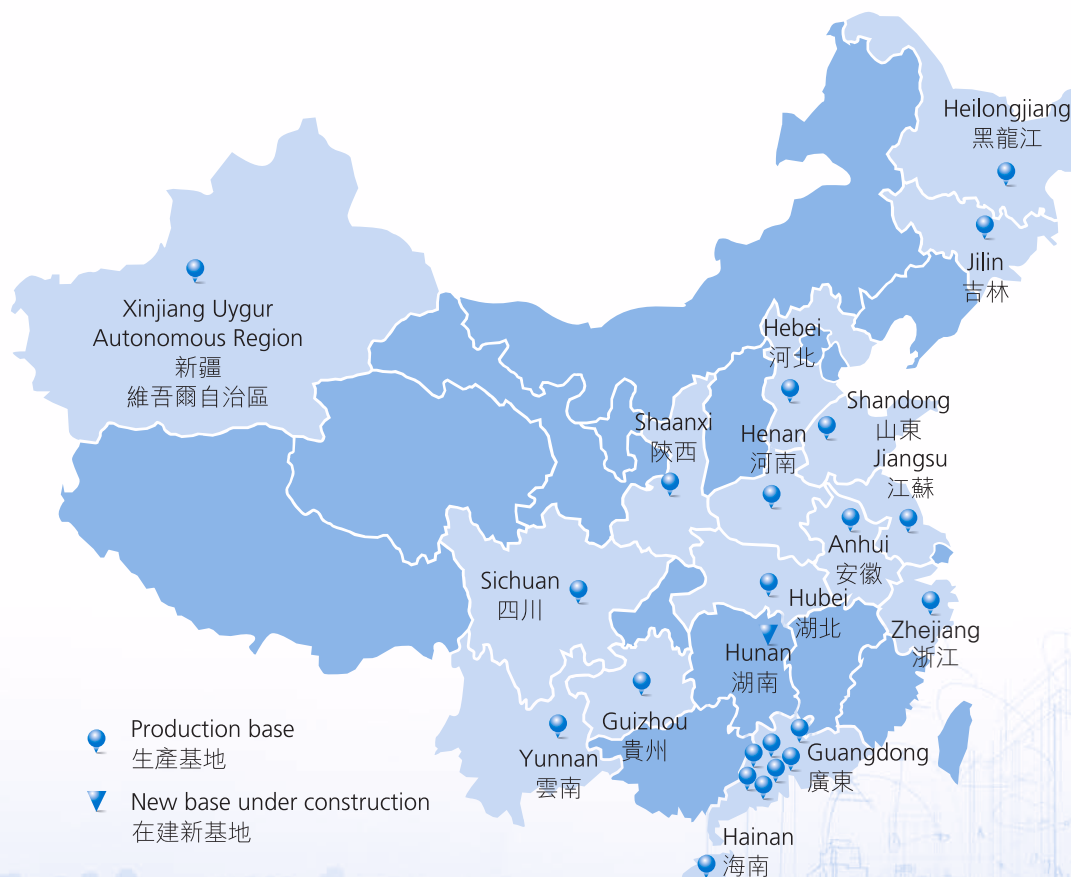 Heilongjiang
黑龍江
Jilin
吉林
Xinjiang Uygur
Autonomous Region
新疆
維吾爾自治區
Hebei
河北
Shandong
山東
Shaanxi
陝西
Henan
河南
Jiangsu
江蘇
Anhui
安徽
Sichuan
四川
Hubei
湖北
Zhejiang
浙江
Hunan
湖南
Guizhou
貴州
Yunnan
雲南
Guangdong
廣東
Hainan
海南
Production base
生產基地
New base under construction
在建新基地